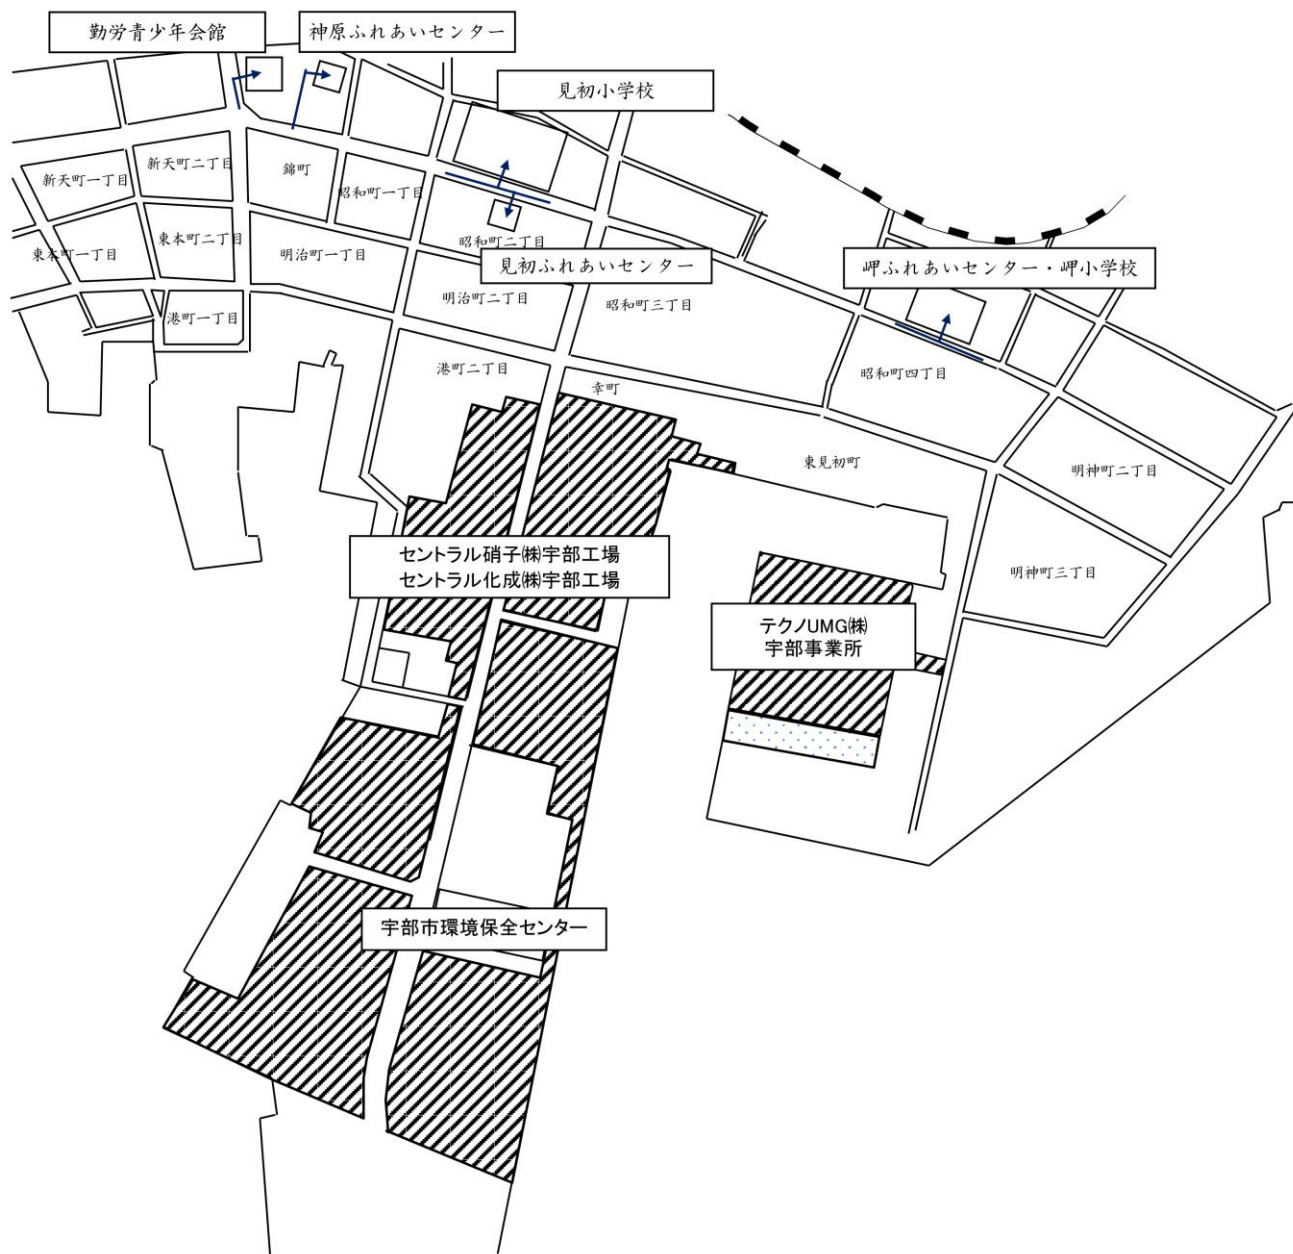 勤労青少年会館
神原ふれあいセンター
見初小学校
新天町一丁目
新天町二丁目
錦町
昭和町一丁目
東本町一丁目
東本町二丁目
明治町一丁目
昭和町二丁目
見初ふれあいセンター
岬ふれあいセンター・岬小学校
明治町二丁目
昭和町三丁目
港町一丁目
港町二丁目
幸町
昭和町四丁目
東見初町
明神町二丁目
明神町三丁目
セントラル硝子㈱宇部工場
セントラル化成㈱宇部工場
テクノUMG㈱
宇部事業所
宇部市環境保全センター